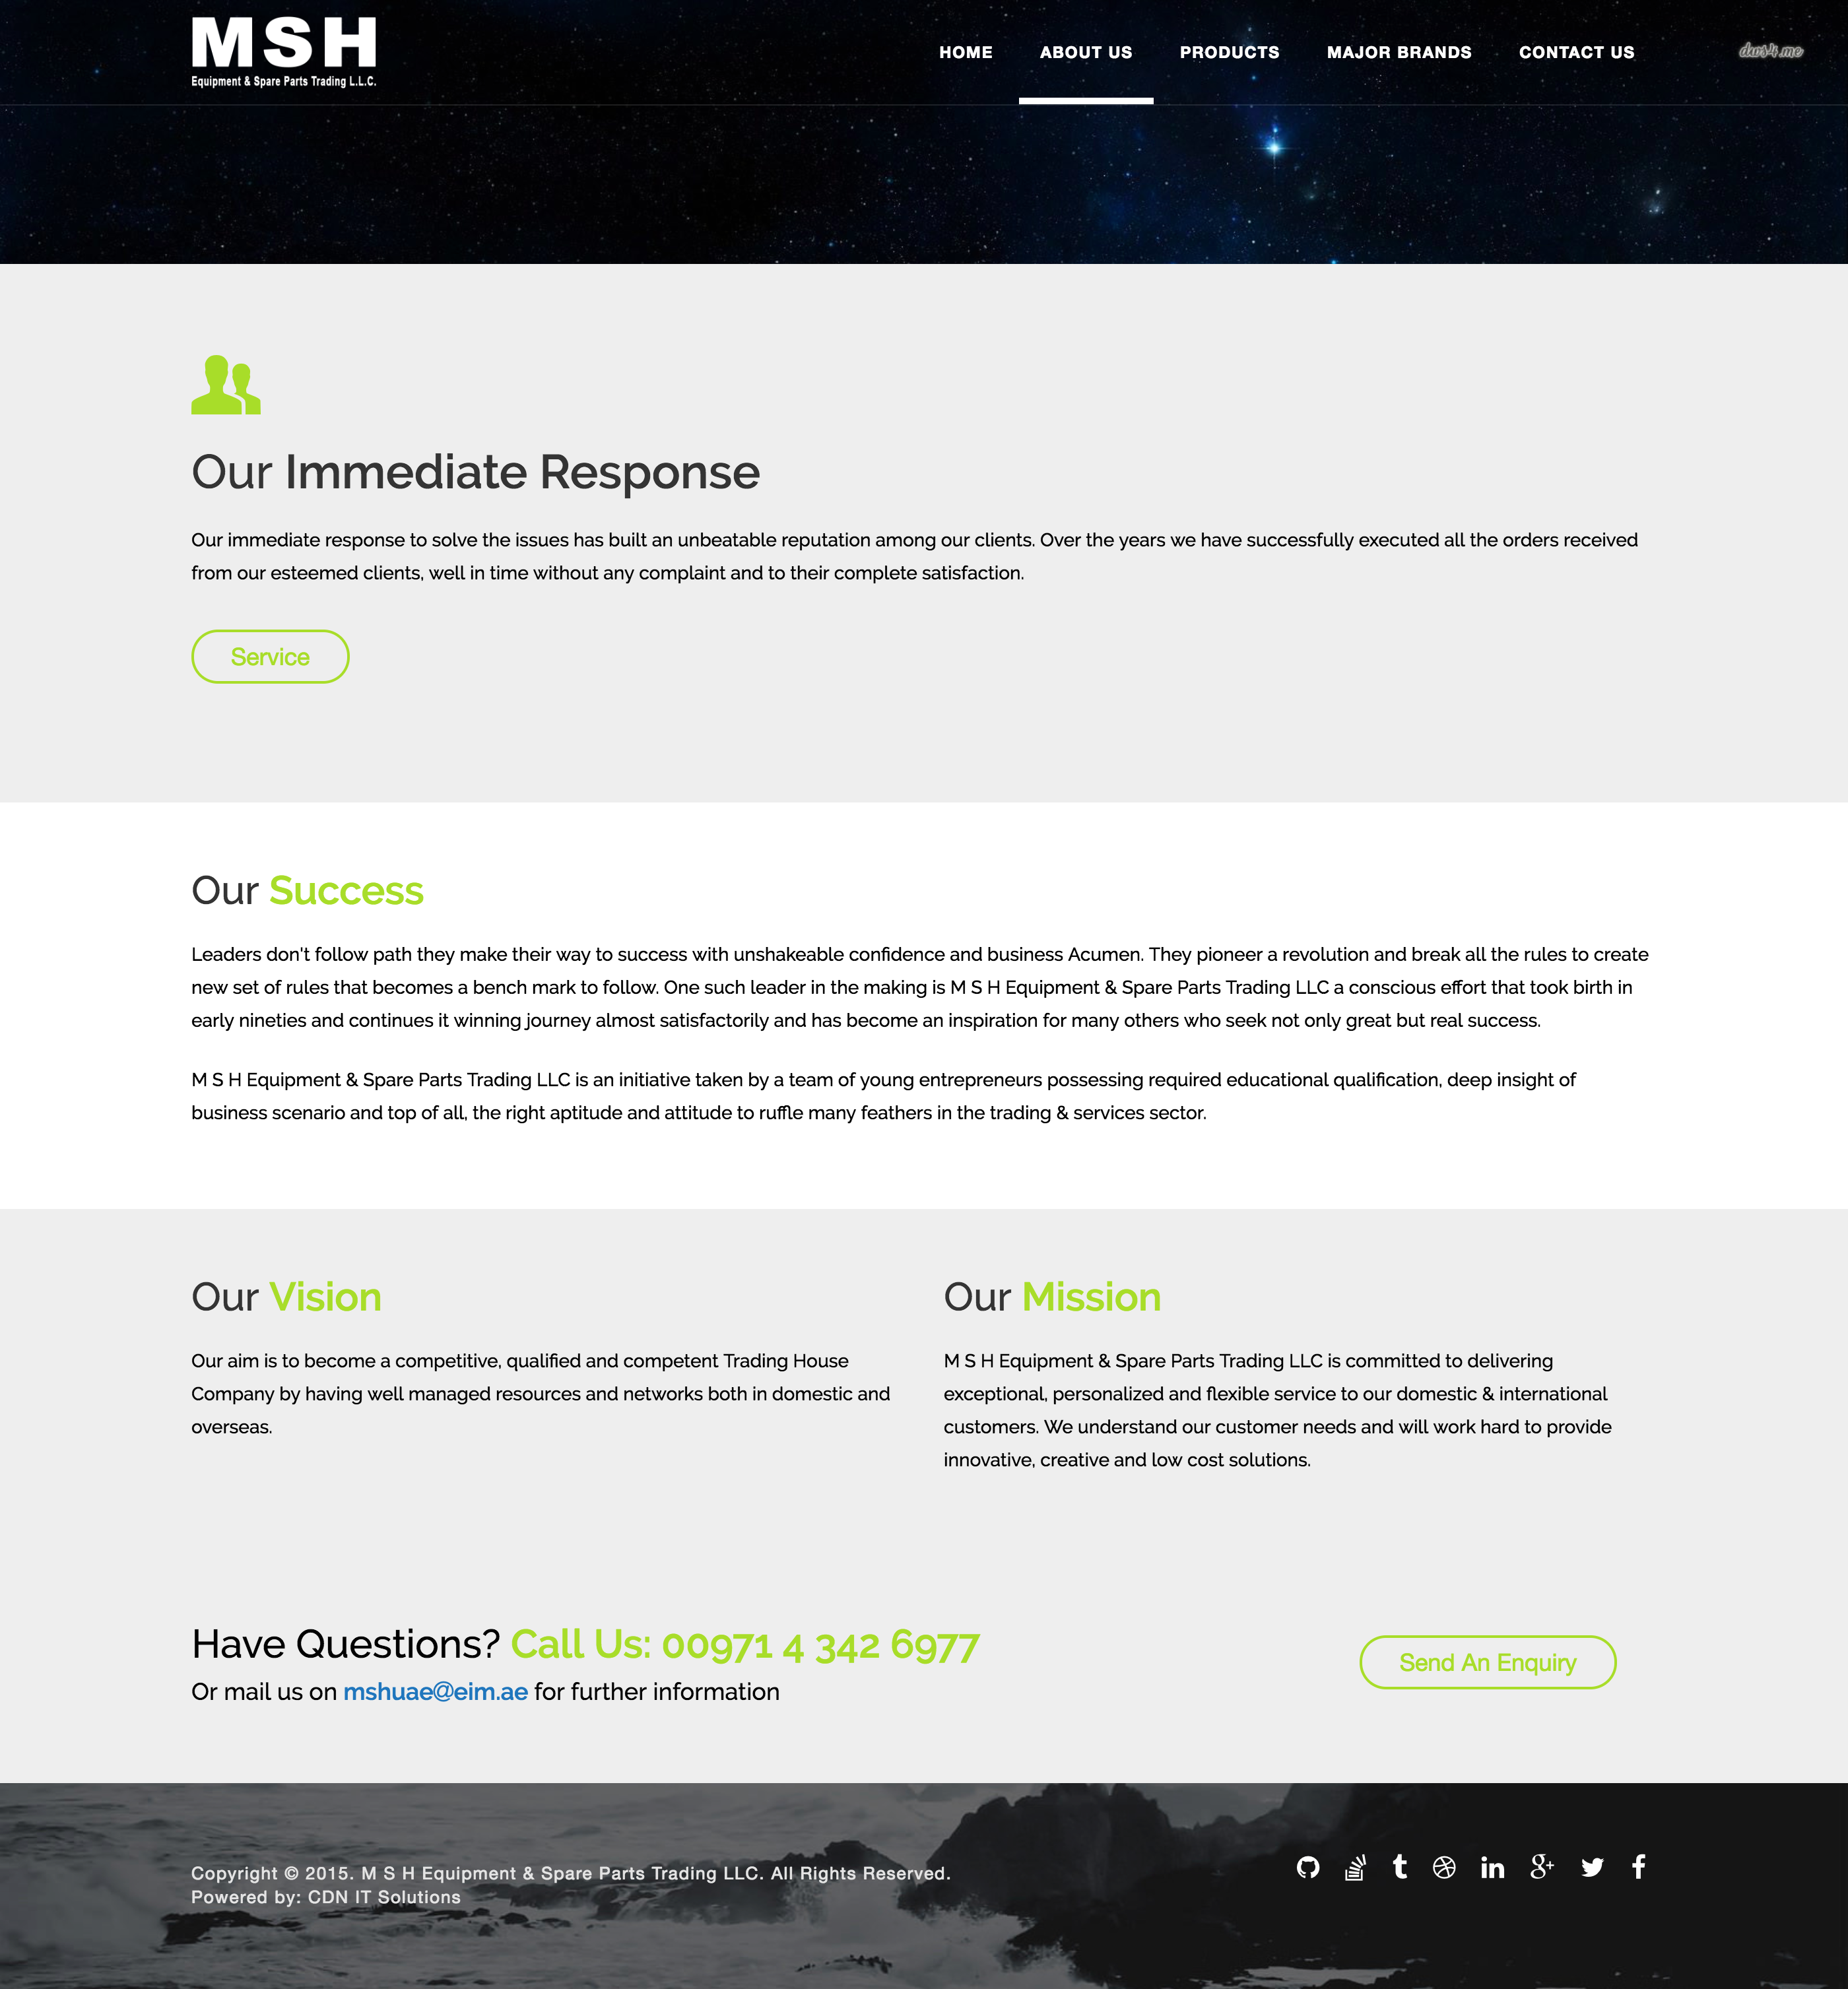 MSH
Equipment & Spare Parts Trading L.L.C.
HOME
ABOUT US
PRODUCTS
MAJOR BRANDS
CONTACT US
dws4.me
Our Immediate Response
Our immediate response to solve the issues has built an unbeatable reputation among our clients. Over the years we have successfully executed all the orders received
from our esteemed clients, well in time without any complaint and to their complete satisfaction.
Service
Our Success
Leaders don't follow path they make their way to success with unshakeable confidence and business Acumen. They pioneer a revolution and break all the rules to create
new set of rules that becomes a bench mark to follow. One such leader in the making is M S H Equipment & Spare Parts Trading LLC a conscious effort that took birth in
early nineties and continues it winning journey almost satisfactorily and has become an inspiration for many others who seek not only great but real success.
M S H Equipment & Spare Parts Trading LLC is an initiative taken by a team of young entrepreneurs possessing required educational qualification, deep insight of
business scenario and top of all, the right aptitude and attitude to ruffle many feathers in the trading & services sector.
Our Vision
Our aim is to become a competitive, qualified and competent Trading House
Company by having well managed resources and networks both in domestic and
overseas.
Our Mission
M S H Equipment & Spare Parts Trading LLC is committed to delivering
exceptional, personalized and flexible service to our domestic & international
customers. We understand our customer needs and will work hard to provide
innovative, creative and low cost solutions.
Have Questions? Call Us: 00971 4 342 6977
Or mail us on mshuae@eim.ae for further information
Send An Enquiry
Copyright © 2015. M S H Equipment & Spare Parts Trading LLC. All Rights Reserved.
Powered by: CDN IT Solutions